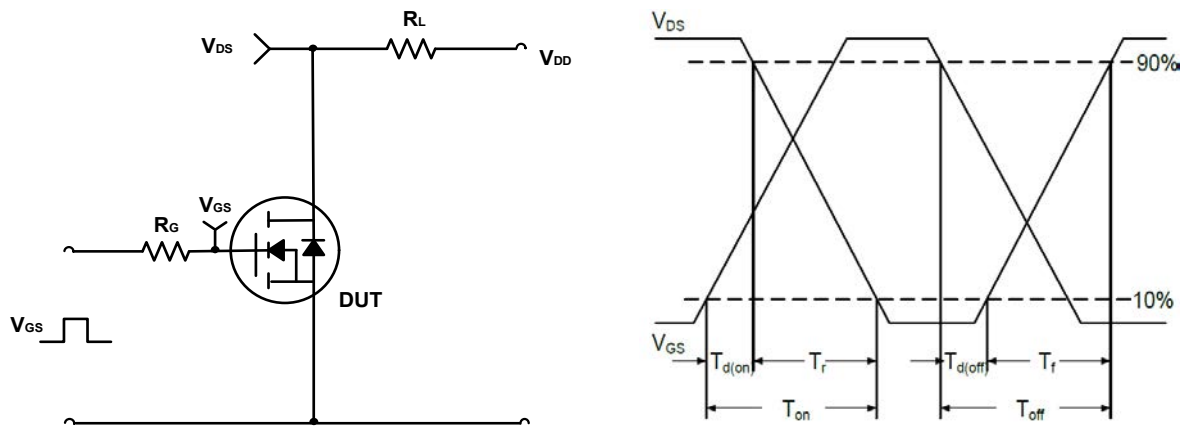 RL
VDS
VDD
VGS
RG
DUT
VGS
VDS
90%
10%
VGS
Td(on)
Tr
Td(off)
Tf
Ton
Toff